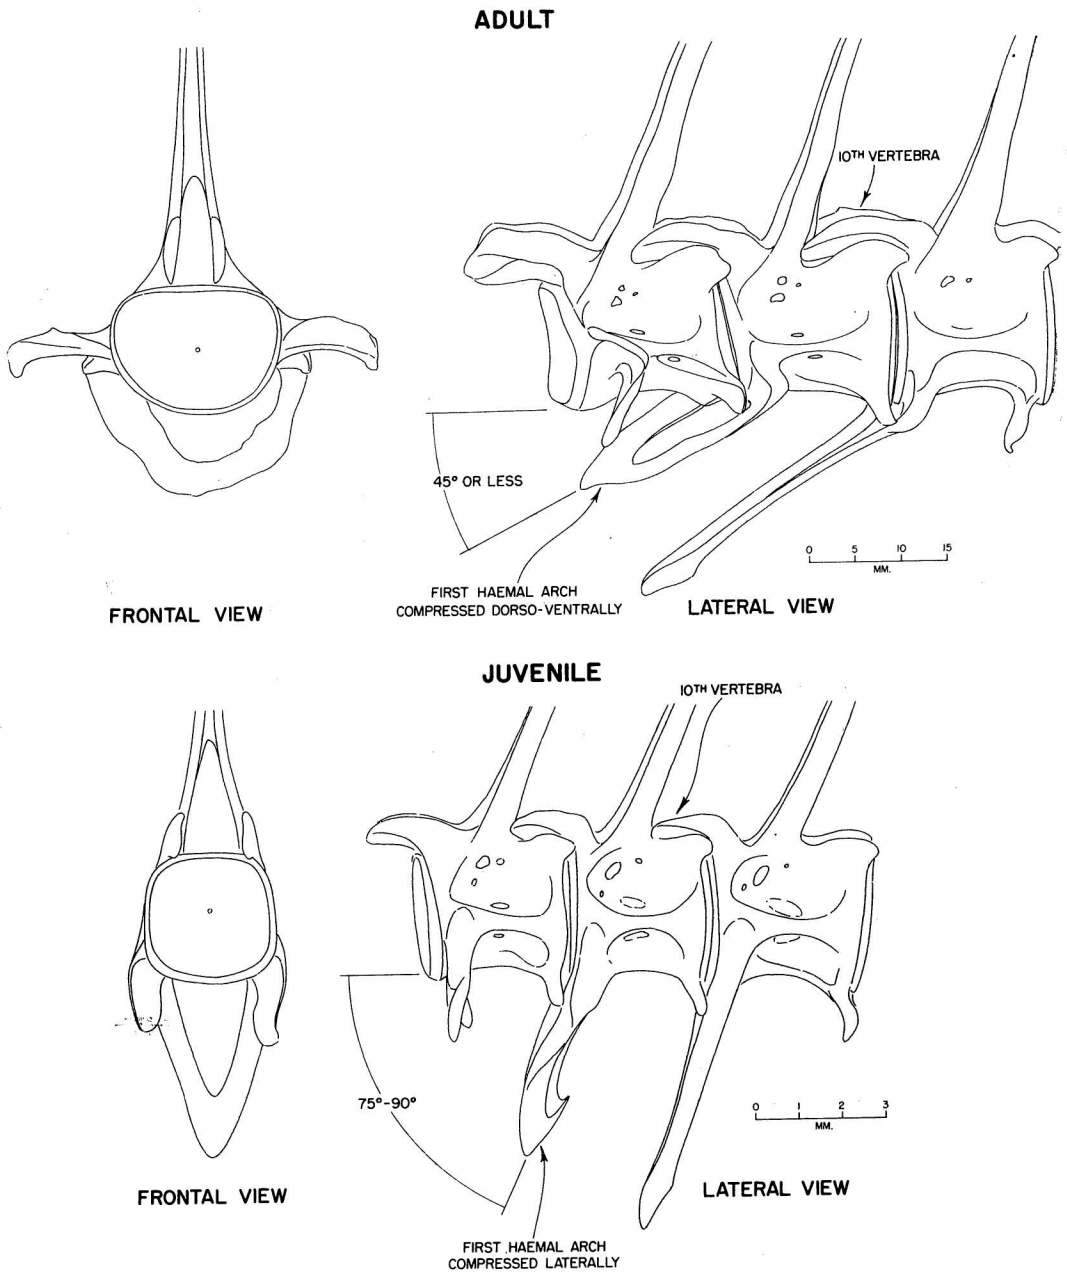 ADULT
10TH VERTEBRA
45° OR LESS
0 5 10 15
MM.
FIRST HAEMAL ARCH
COMPRESSED DORSO-VENTRALLY
FRONTAL VIEW
LATERAL VIEW
JUVENILE
10TH VERTEBRA
75°-90°
0 1 2 3
MM.
FRONTAL VIEW
LATERAL VIEW
FIRST HAEMAL ARCH
COMPRESSED LATERALLY